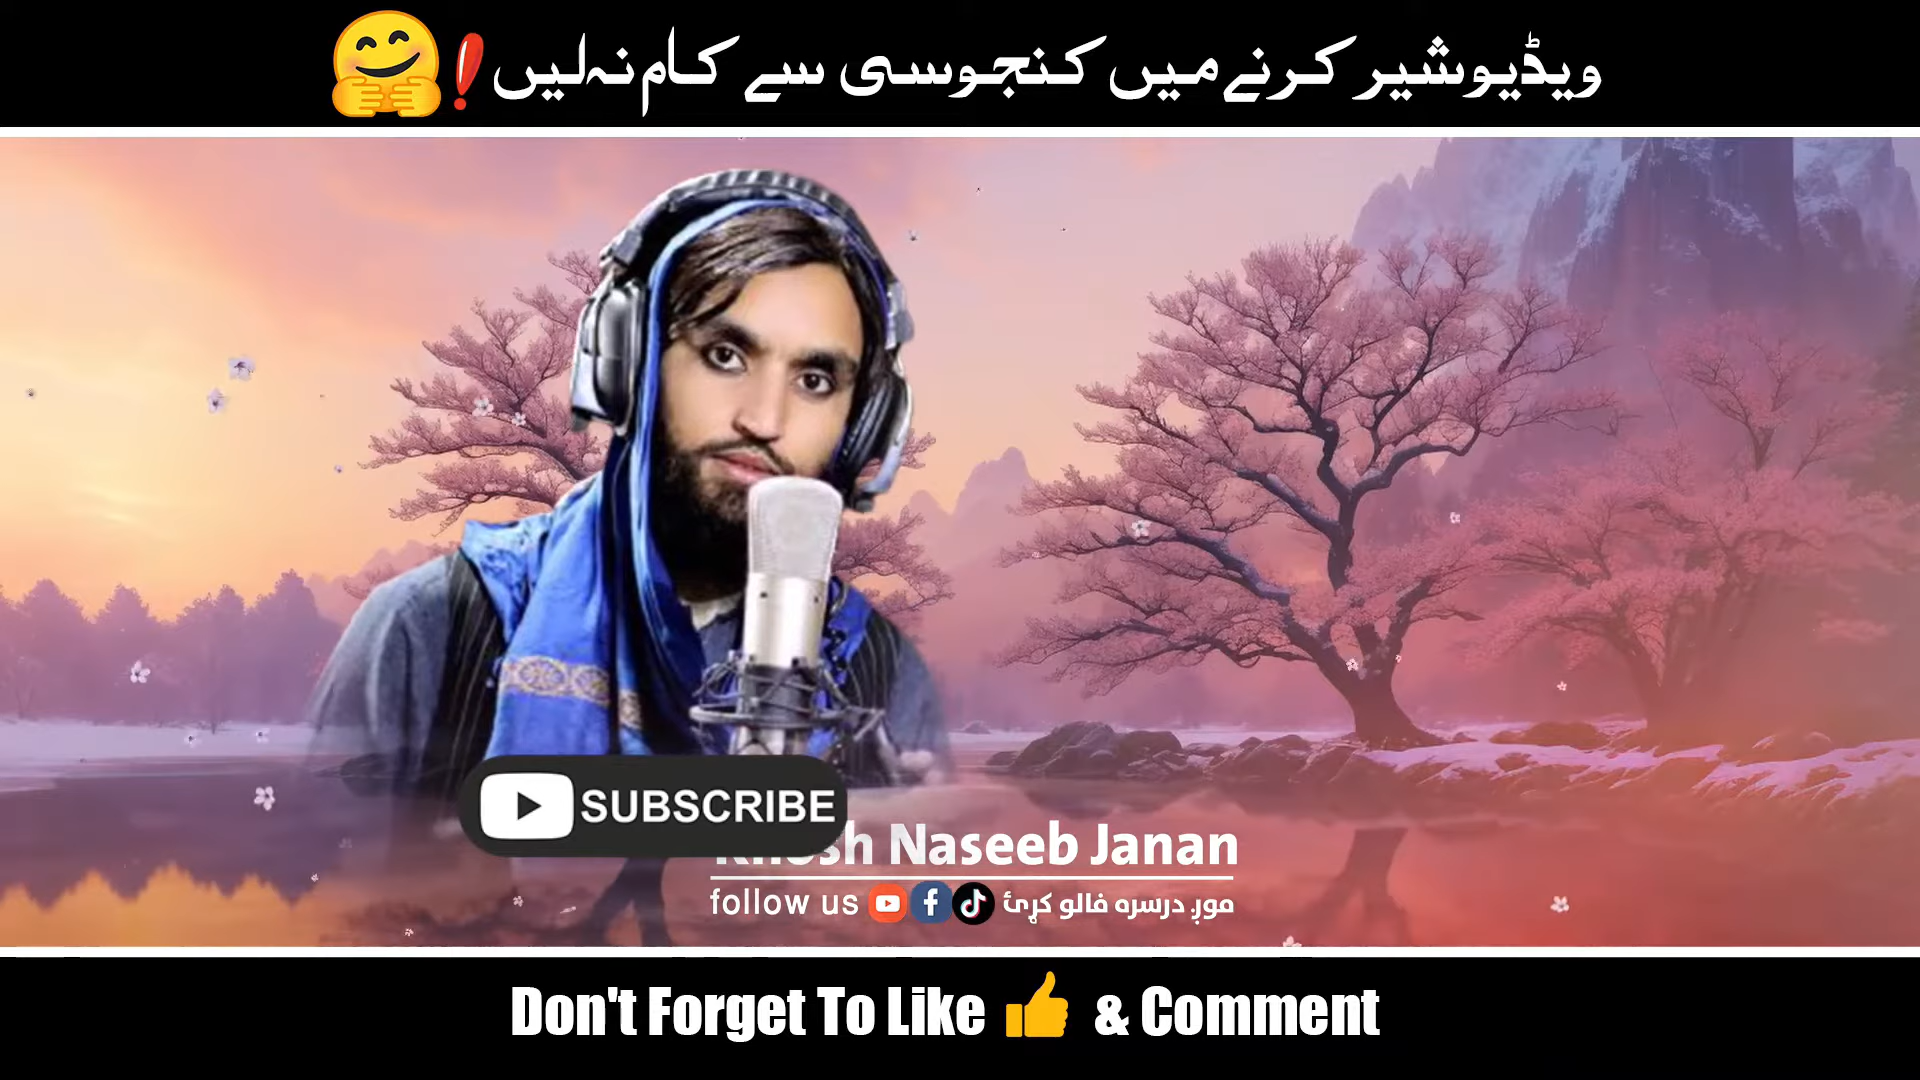 ویڈیو شیر کرنے میں کنجوسی سے کام نہ لیں❗🤗
SUBSCRIBE
Naseeb Janan
follow us موږ درسره فالو کړئ
Don't Forget To Like 👍 & Comment